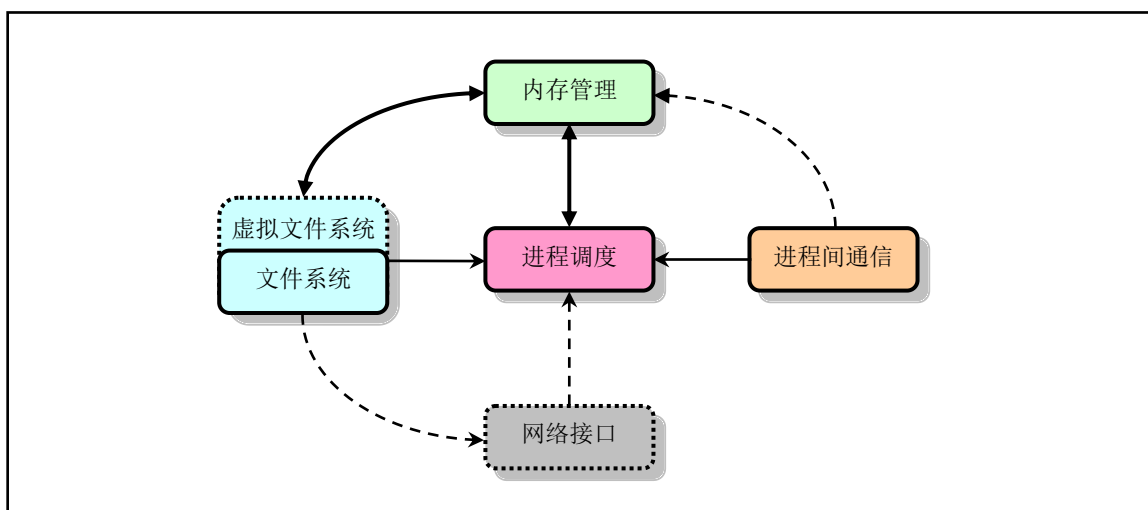 内存管理
虚拟文件系统
文件系统
进程调度
进程间通信
网络接口